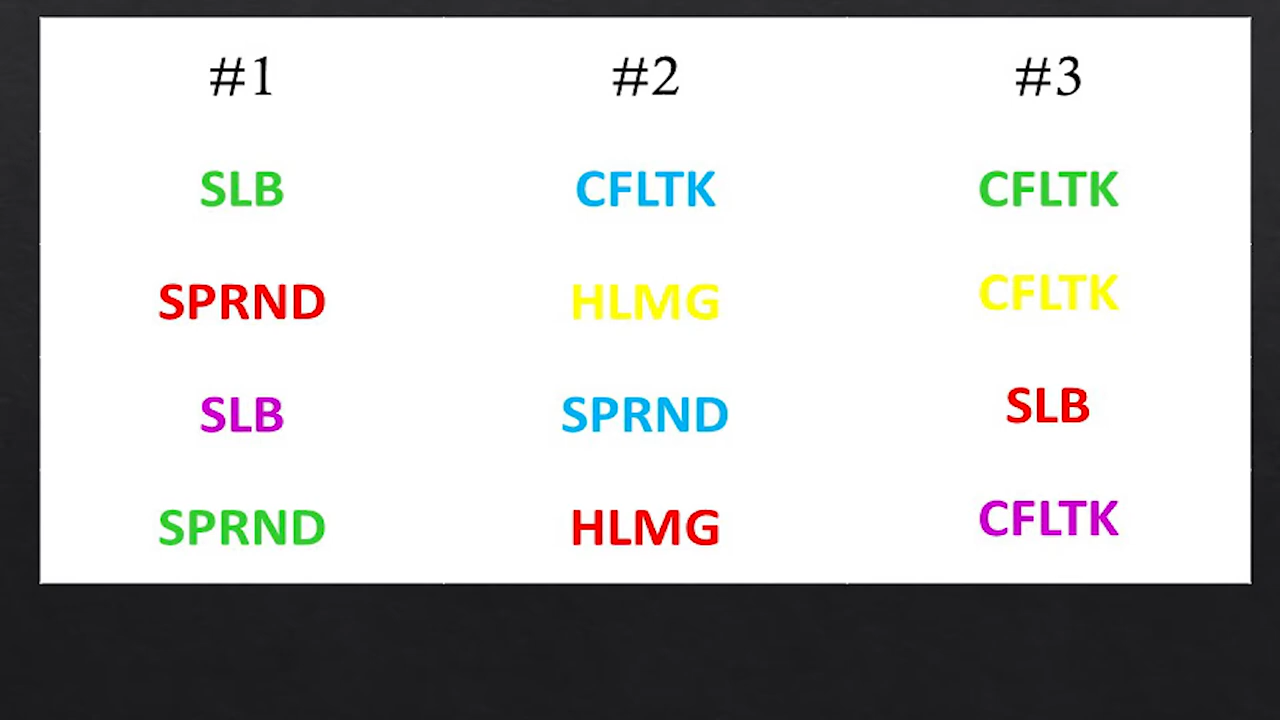 #1 #2 #3
SLB CFLTK CFLTK
SPRND HLMG CFLTK
SLB SPRND SLB
SPRND HLMG CFLTK